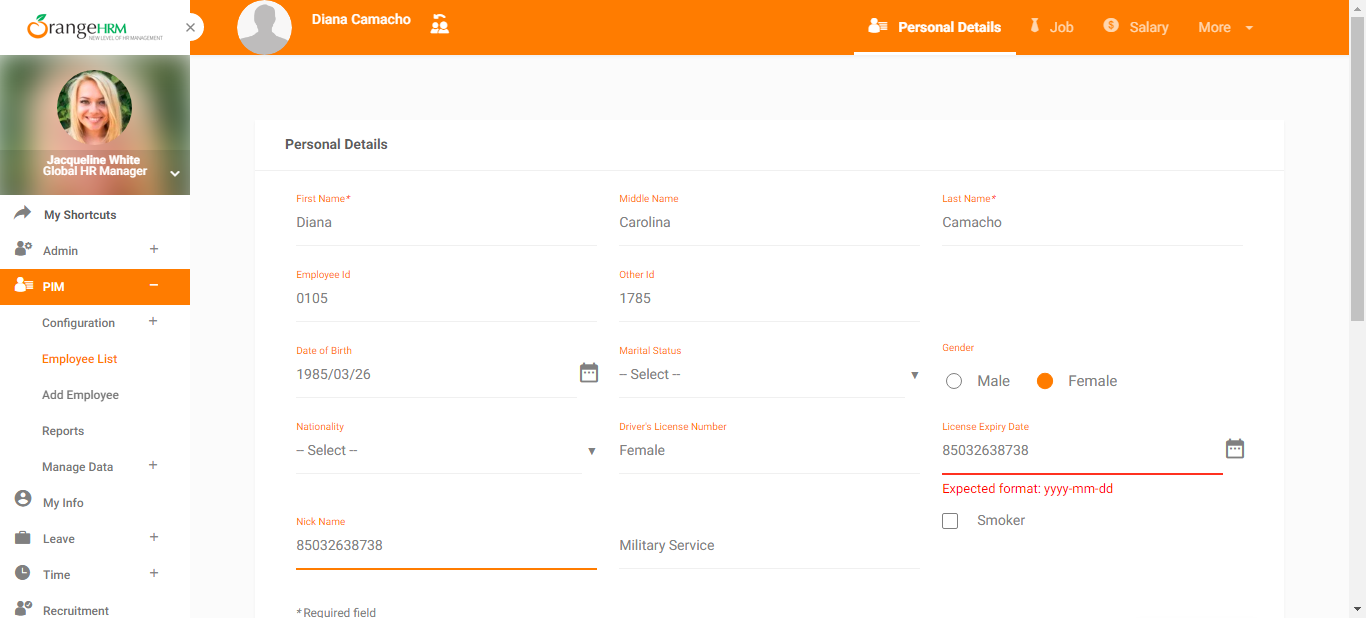 OrangeHRM
NEW LEVEL OF HR MANAGEMENT
Diana Camacho
Personal Details
Job
Salary
More
Jacqueline White
Global HR Manager
My Shortcuts
Admin
PIM
Configuration
Employee List
Add Employee
Reports
Manage Data
My Info
Leave
Time
Recruitment
Personal Details
First Name*
Diana
Middle Name
Carolina
Last Name*
Camacho
Employee Id
0105
Other Id
1785
Date of Birth
1985/03/26
Marital Status
-- Select --
Gender
Male
Female
Nationality
-- Select --
Driver's License Number
Female
License Expiry Date
85032638738
Expected format: yyyy-mm-dd
Nick Name
85032638738
Military Service
Smoker
* Required field